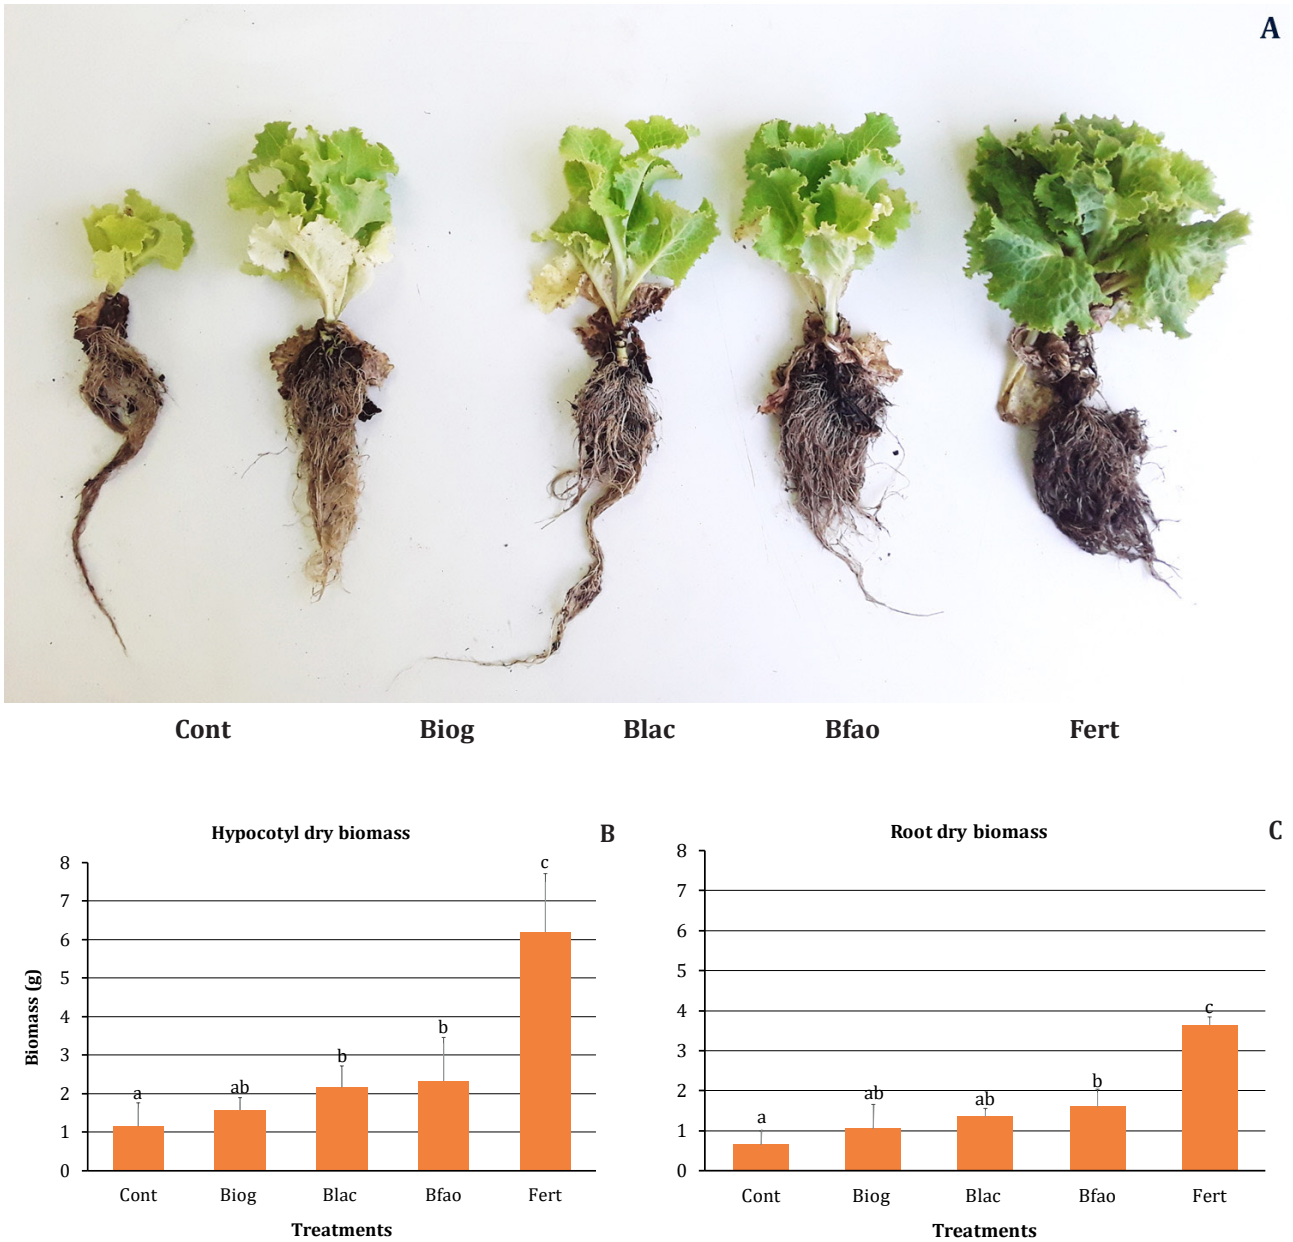 A
Cont Biog Blac Bfao Fert
Hypocotyl dry biomass
B
Biomass (g)
8
7
6
5
4
3
2
1
0
a
ab
b
b
c
Cont Biog Blac Bfao Fert
Treatments
Root dry biomass
C
8
7
6
5
4
3
2
1
0
a
ab
ab
b
c
Cont Biog Blac Bfao Fert
Treatments